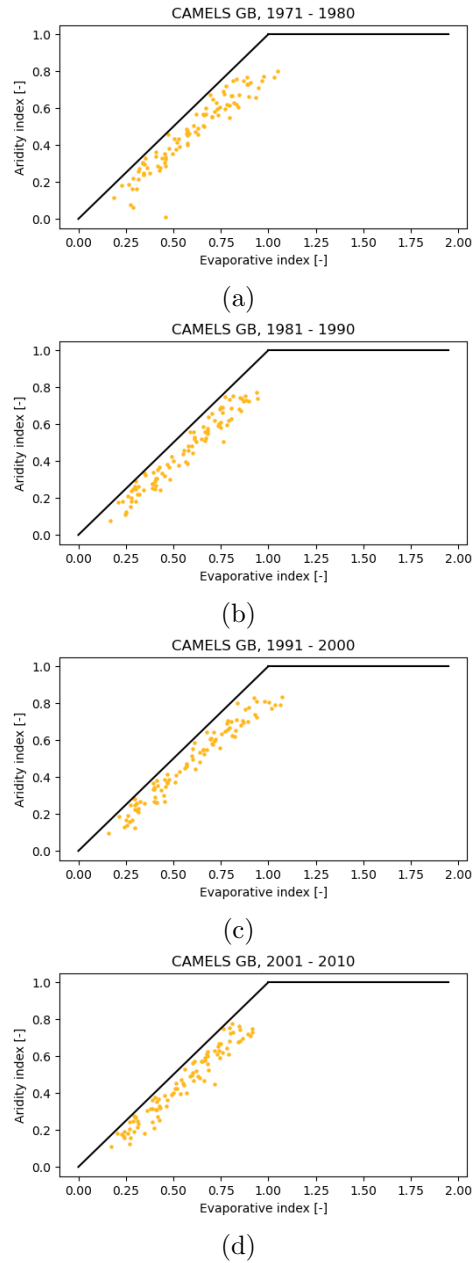 CAMELS GB, 1971 - 1980
1.0
0.8
0.6
0.4
0.2
0.0
Aridity index [-]
0.00 0.25 0.50 0.75 1.00 1.25 1.50 1.75 2.00
Evaporative index [-]
(a)
CAMELS GB, 1981 - 1990
1.0
0.8
0.6
0.4
0.2
0.0
Aridity index [-]
0.00 0.25 0.50 0.75 1.00 1.25 1.50 1.75 2.00
Evaporative index [-]
(b)
CAMELS GB, 1991 - 2000
1.0
0.8
0.6
0.4
0.2
0.0
Aridity index [-]
0.00 0.25 0.50 0.75 1.00 1.25 1.50 1.75 2.00
Evaporative index [-]
(c)
CAMELS GB, 2001 - 2010
1.0
0.8
0.6
0.4
0.2
0.0
Aridity index [-]
0.00 0.25 0.50 0.75 1.00 1.25 1.50 1.75 2.00
Evaporative index [-]
(d)